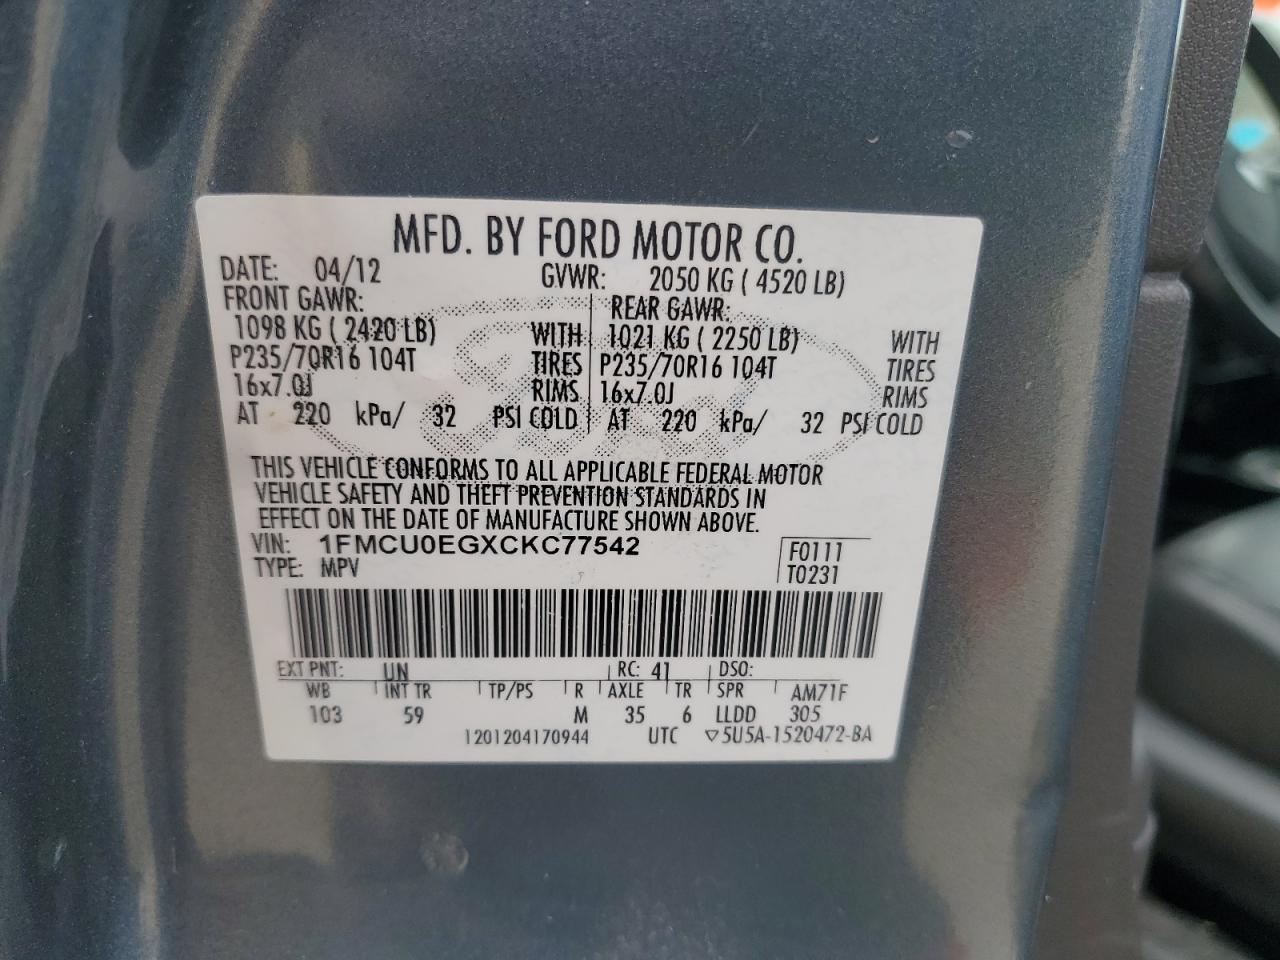 MFD. BY FORD MOTOR CO.
DATE: 04/12 GVWR: 2050 KG ( 4520 LB)
FRONT GAWR: REAR GAWR:
1098 KG ( 2420 LB) WITH 1021 KG ( 2250 LB) WITH
P235/70R16 104T TIRES P235/70R16 104T TIRES
16x7.0J RIMS 16x7.0J RIMS
AT 220 kPa/ 32 PSI COLD AT 220 kPa/ 32 PSI COLD
THIS VEHICLE CONFORMS TO ALL APPLICABLE FEDERAL MOTOR
VEHICLE SAFETY AND THEFT PREVENTION STANDARDS IN
EFFECT ON THE DATE OF MANUFACTURE SHOWN ABOVE.
VIN: 1FMCU0EGXCKC77542 F0111
TYPE: MPV T0231
EXT PNT: UN RC: 41 DSO:
WB INT TR TP/PS R AXLE TR SPR AM71F
103 59 M 35 6 LLDD 305
1201204170944 UTC ▽5U5A-1520472-BA
Ford